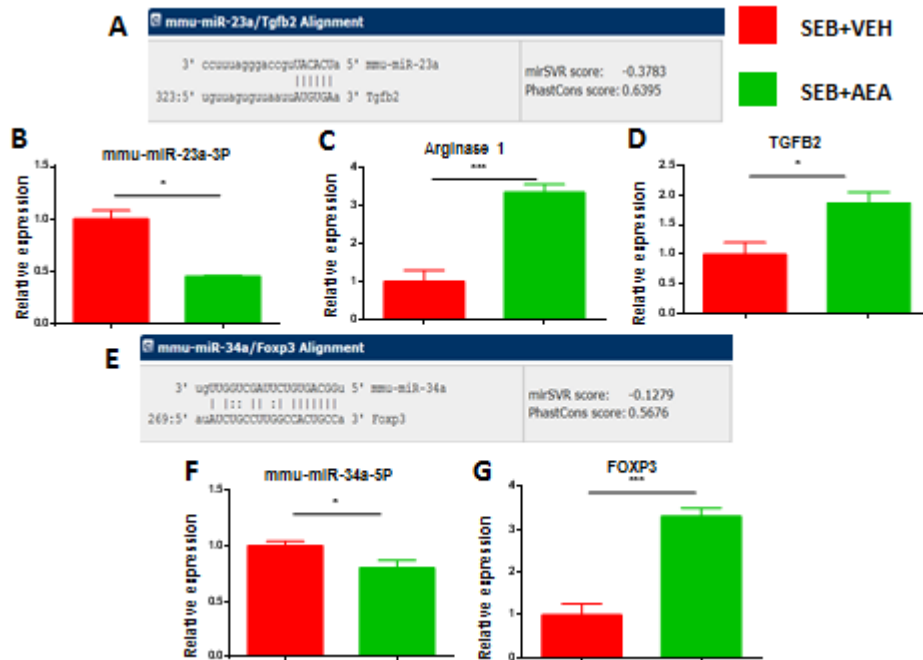 A
mmu-miR-23a/Tgfb2 Alignment
3' ccuuuagggaccguUACACUa 5' mmu-miR-23a
||||||
323:5' uguuaguguuaauuAUGUGAa 3' Tgfb2
mirSVR score: -0.3783
PhastCons score: 0.6395
SEB+VEH
SEB+AEA
B
mmu-miR-23a-3P
Relative expression
1.5
1.0
0.5
0.0
*
C
Arginase 1
Relative expression
4
3
2
1
0
***
D
TGFB2
Relative expression
2.5
2.0
1.5
1.0
0.5
0.0
*
E
mmu-miR-34a/Foxp3 Alignment
3' ugUUGGUCGAUUCUGUGACGGu 5' mmu-miR-34a
| |:: || :| |||||||
269:5' auAUCUGCCUUGGCCACUGCCa 3' Foxp3
mirSVR score: -0.1279
PhastCons score: 0.5676
F
mmu-miR-34a-5P
Relative expression
1.5
1.0
0.5
0.0
*
G
FOXP3
Relative expression
4
3
2
1
0
***